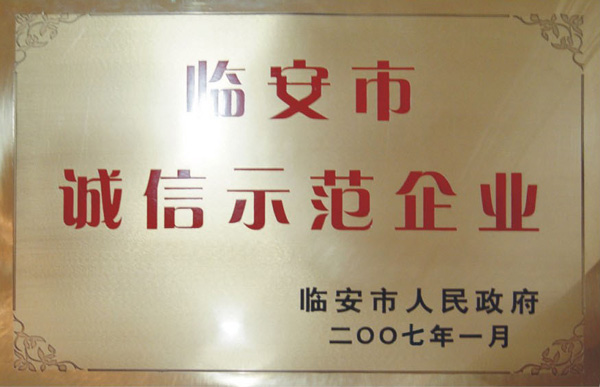 临安市
诚信示范企业
临安市人民政府
二〇〇七年一月